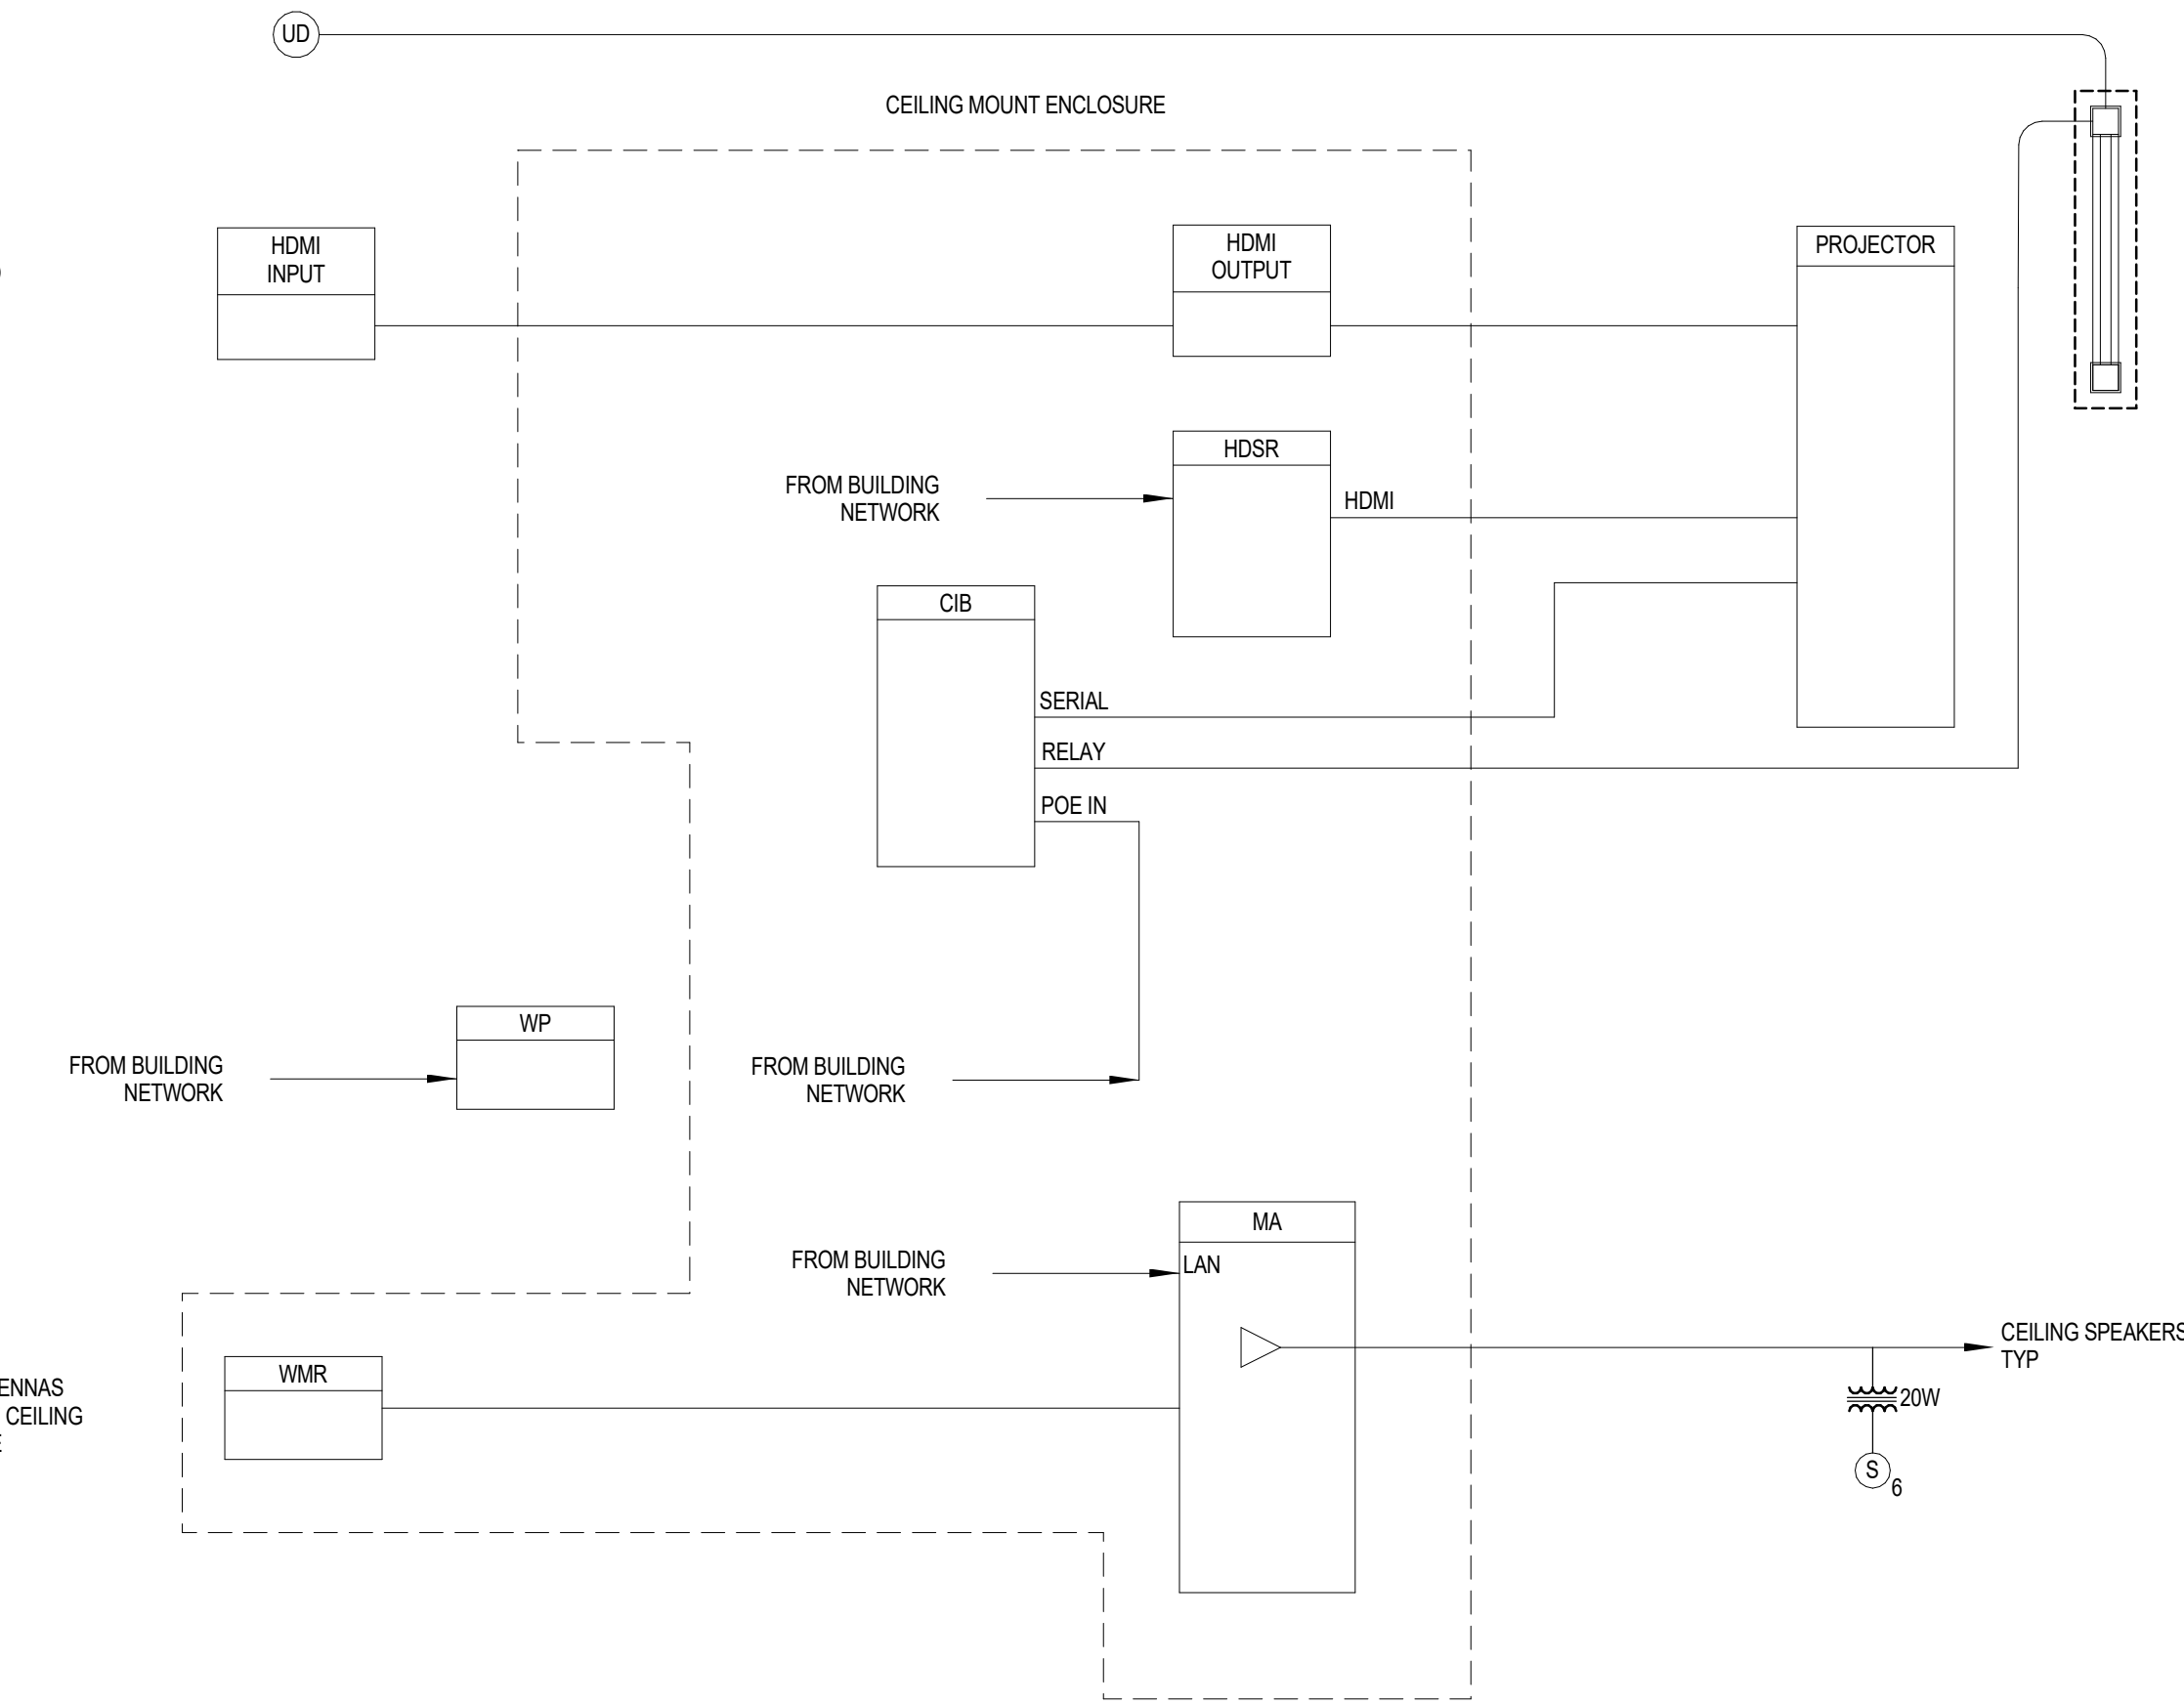 UD
CEILING MOUNT ENCLOSURE
HDMI
INPUT
HDMI
OUTPUT
PROJECTOR
HDSR
FROM BUILDING
NETWORK
HDMI
CIB
SERIAL
RELAY
POE IN
WP
FROM BUILDING
NETWORK
FROM BUILDING
NETWORK
MA
FROM BUILDING
NETWORK
LAN
CEILING SPEAKERS
TYP
WMR
ENNAS
CEILING
20W
S
6